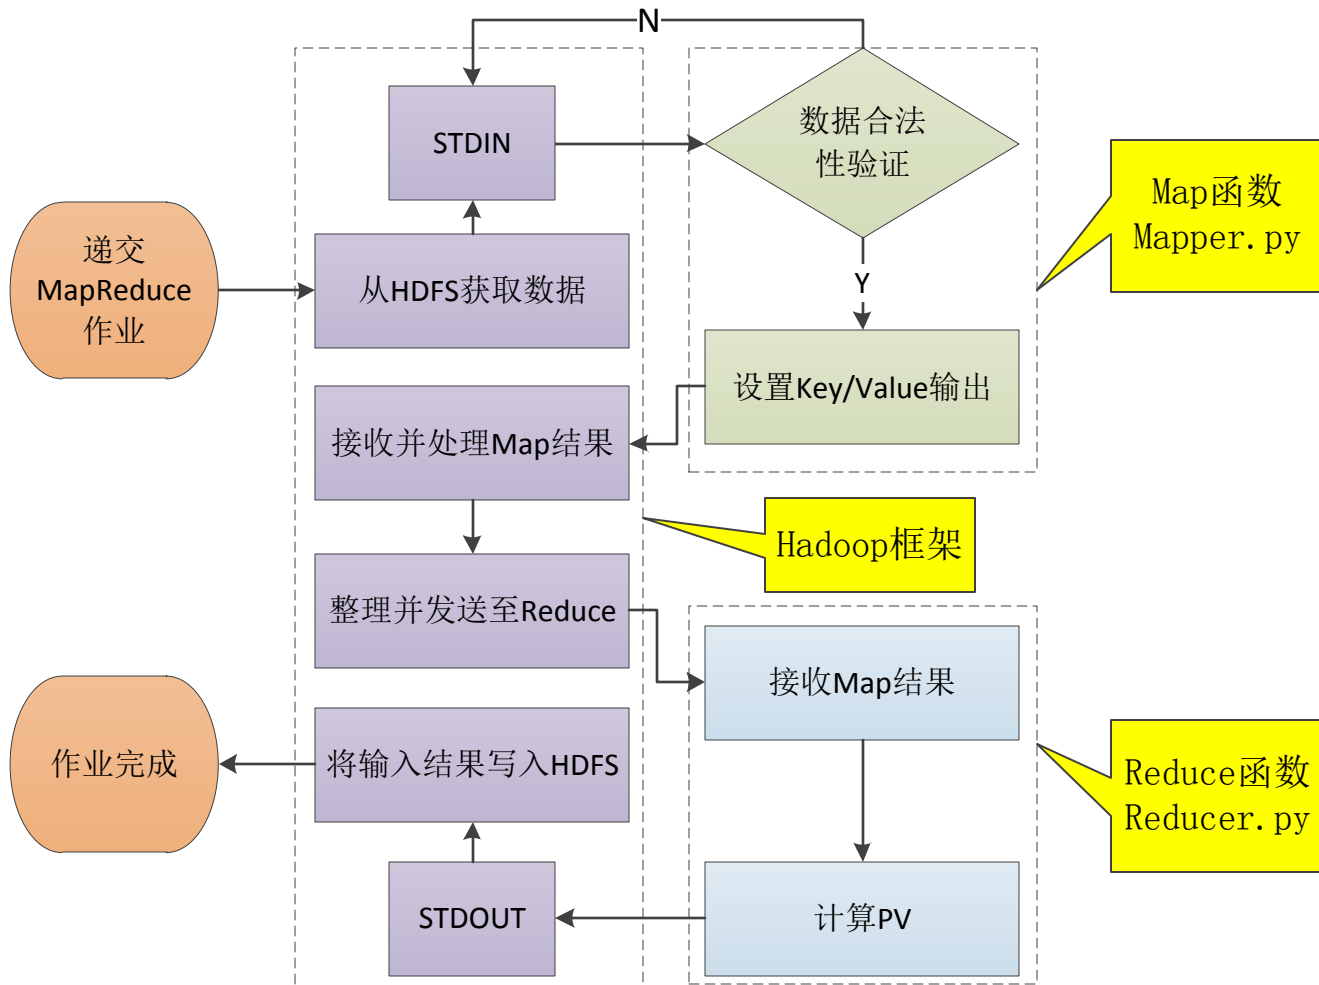 N
STDIN
数据合法
性验证
Map函数
Mapper.py
递交
MapReduce
作业
从HDFS获取数据
Y
设置Key/Value输出
接收并处理Map结果
Hadoop框架
整理并发送至Reduce
接收Map结果
作业完成
将输入结果写入HDFS
Reduce函数
Reducer.py
STDOUT
计算PV